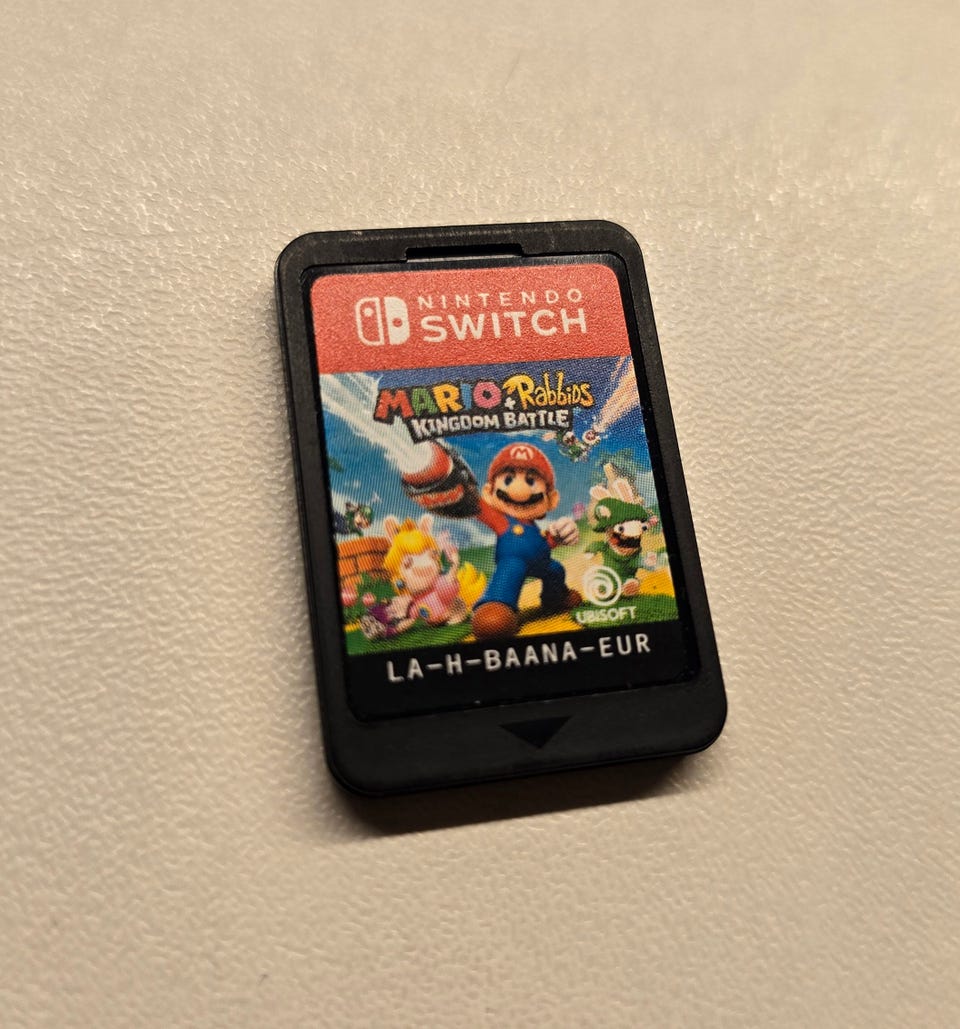 NINTENDO
SWITCH
MARIO + Rabbids
KINGDOM BATTLE
M
UBISOFT
LA-H-BAANA-EUR